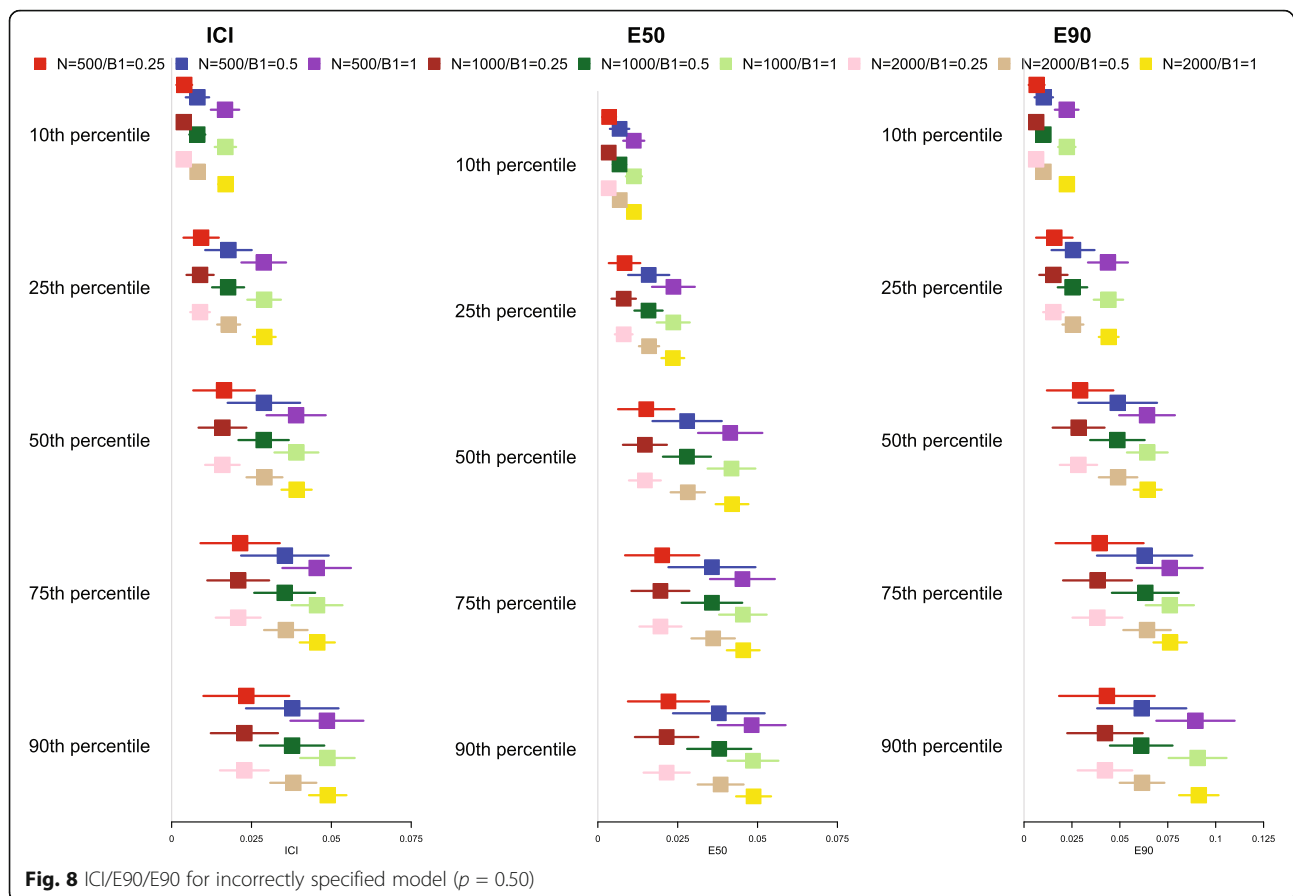 ICI E50 E90
N=500/B1=0.25 N=500/B1=0.5 N=500/B1=1 N=1000/B1=0.25 N=1000/B1=0.5 N=1000/B1=1 N=2000/B1=0.25 N=2000/B1=0.5 N=2000/B1=1
10th percentile
25th percentile
50th percentile
75th percentile
90th percentile
0 0.025 0.05 0.075
ICI
10th percentile
25th percentile
50th percentile
75th percentile
90th percentile
0 0.025 0.05 0.075
E50
10th percentile
25th percentile
50th percentile
75th percentile
90th percentile
0 0.025 0.05 0.075 0.1 0.125
E90
Fig. 8 ICI/E90/E90 for incorrectly specified model (p = 0.50)